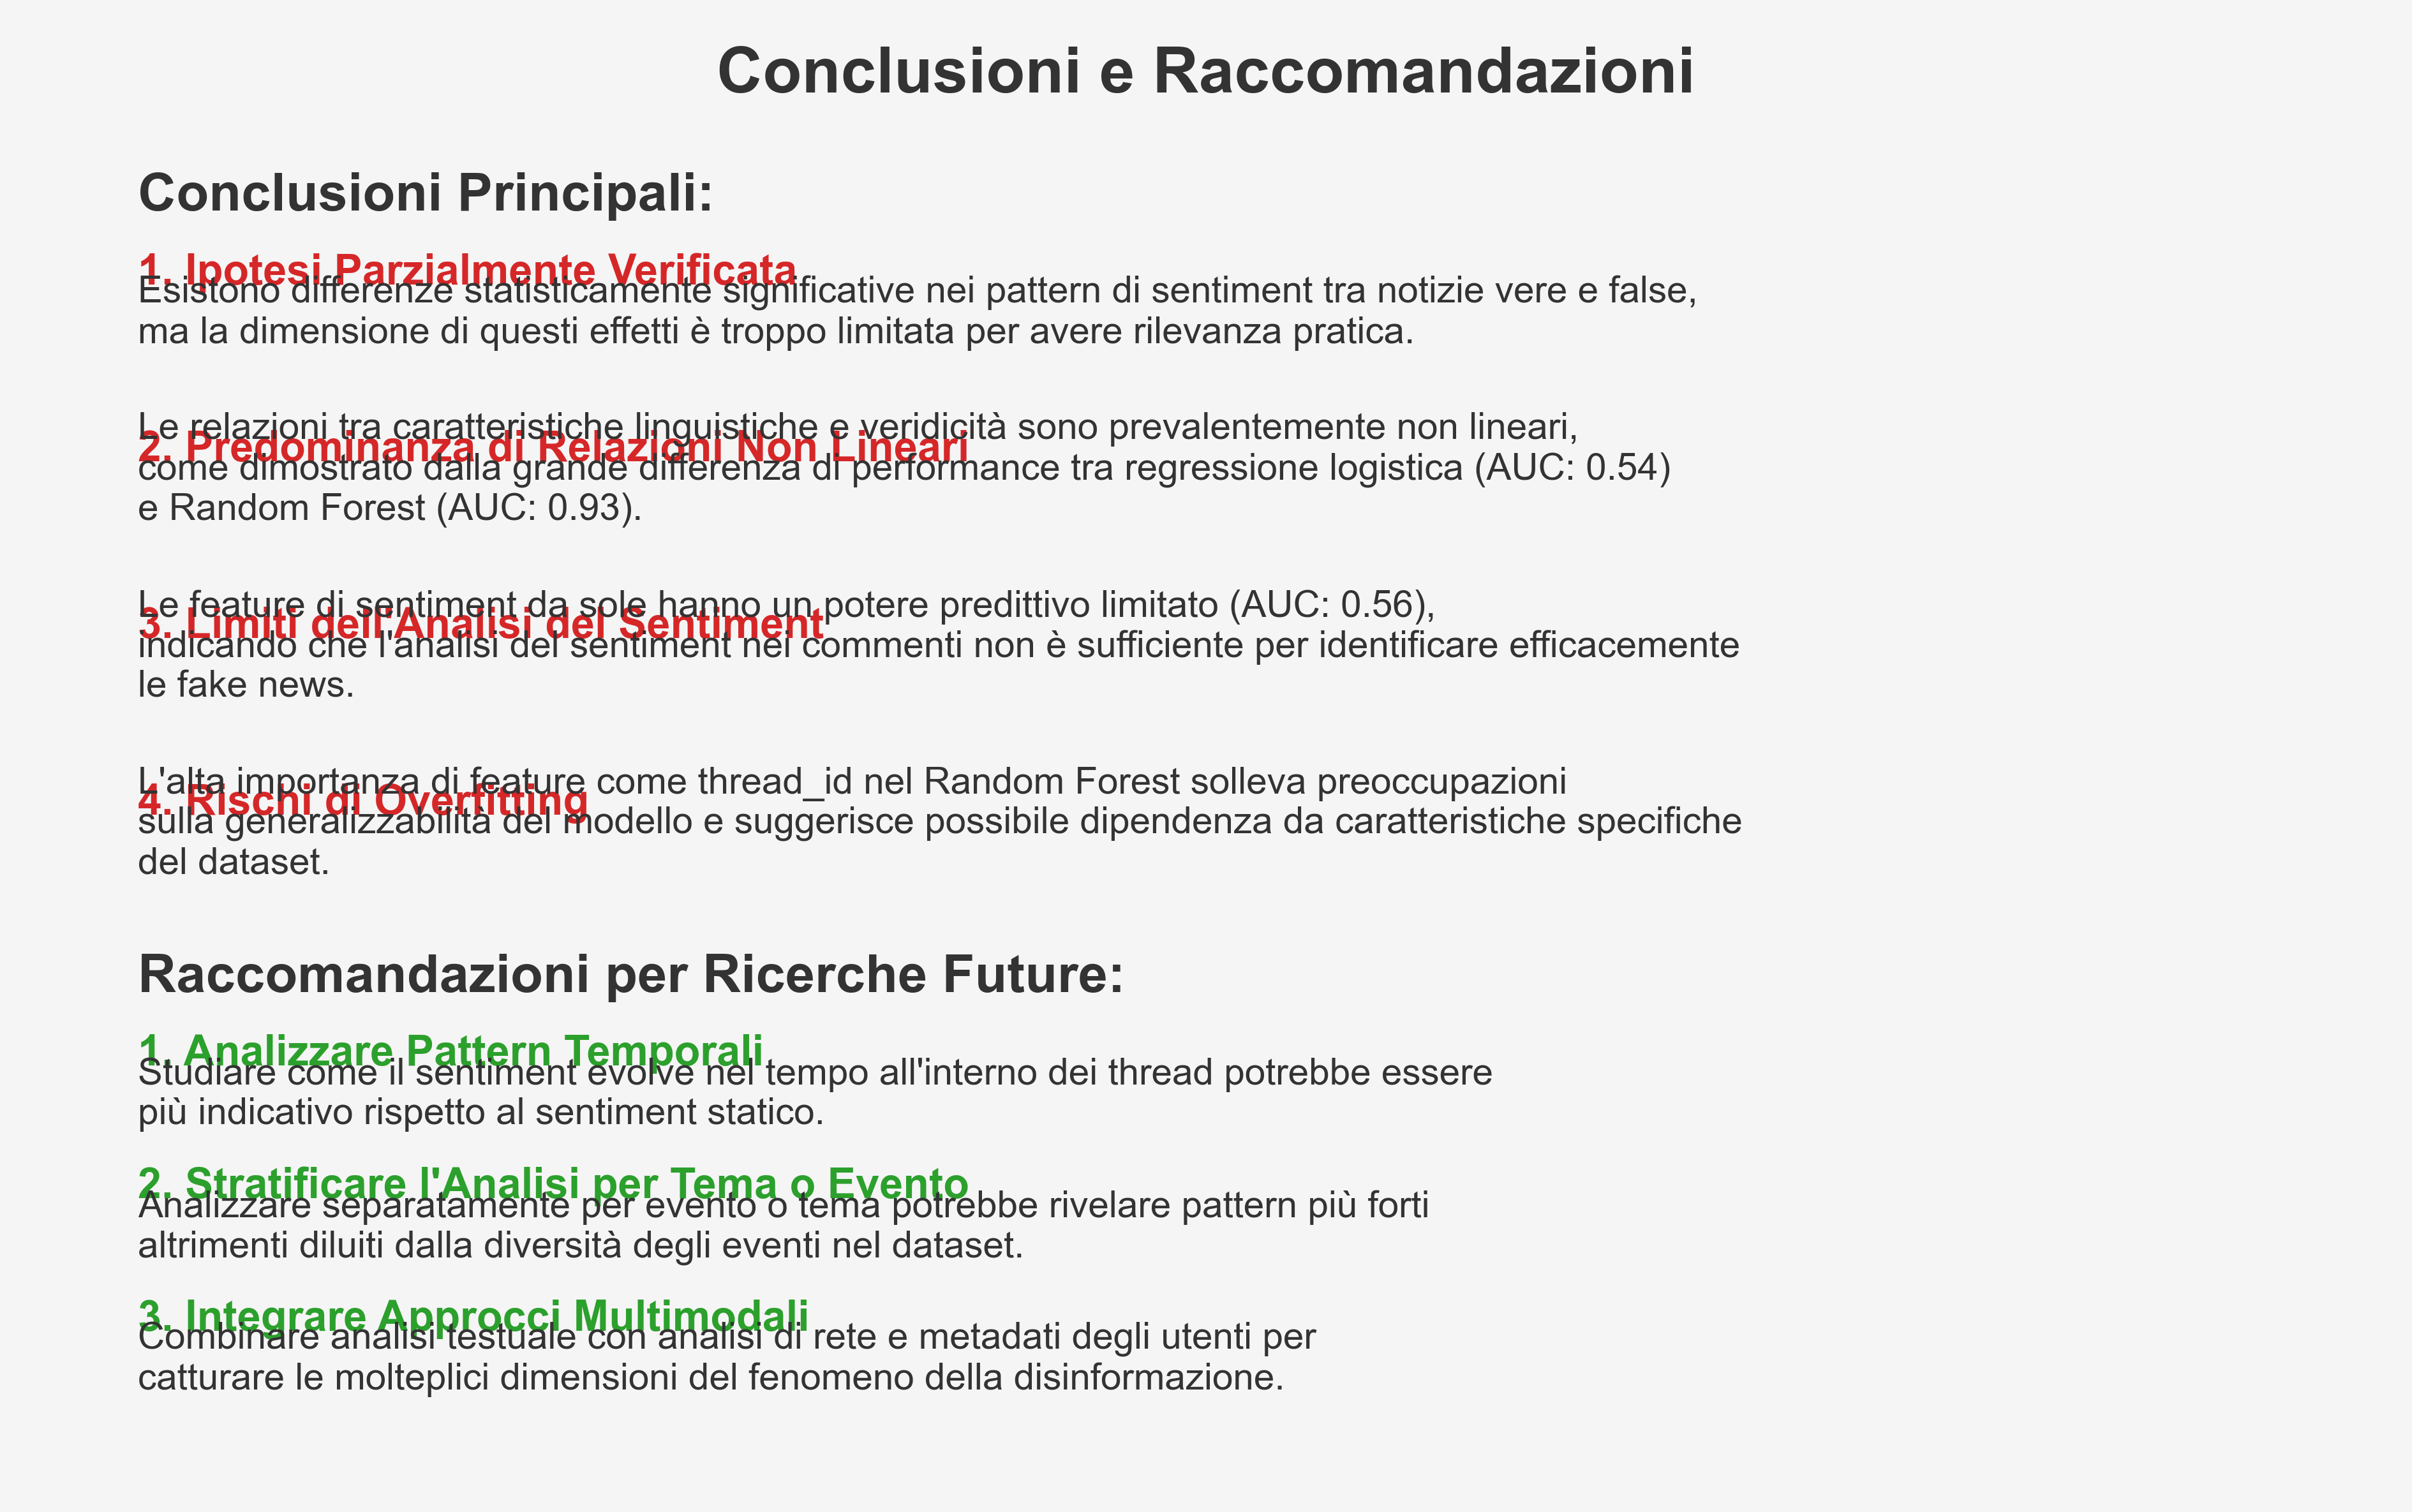 Conclusioni e Raccomandazioni
Conclusioni Principali:
1. Ipotesi Parzialmente Verificata
Esistono differenze statisticamente significative nei pattern di sentiment tra notizie vere e false,
ma la dimensione di questi effetti è troppo limitata per avere rilevanza pratica.
2. Predominanza di Relazioni Non Lineari
Le relazioni tra caratteristiche linguistiche e veridicità sono prevalentemente non lineari,
come dimostrato dalla grande differenza di performance tra regressione logistica (AUC: 0.54)
e Random Forest (AUC: 0.93).
3. Limiti dell'Analisi del Sentiment
Le feature di sentiment da sole hanno un potere predittivo limitato (AUC: 0.56),
indicando che l'analisi del sentiment nei commenti non è sufficiente per identificare efficacemente
le fake news.
4. Rischi di Overfitting
L'alta importanza di feature come thread_id nel Random Forest solleva preoccupazioni
sulla generalizzabilità del modello e suggerisce possibile dipendenza da caratteristiche specifiche
del dataset.
Raccomandazioni per Ricerche Future:
1. Analizzare Pattern Temporali
Studiare come il sentiment evolve nel tempo all'interno dei thread potrebbe essere
più indicativo rispetto al sentiment statico.
2. Stratificare l'Analisi per Tema o Evento
Analizzare separatamente per evento o tema potrebbe rivelare pattern più forti
altrimenti diluiti dalla diversità degli eventi nel dataset.
3. Integrare Approcci Multimodali
Combinare analisi testuale con analisi di rete e metadati degli utenti per
catturare le molteplici dimensioni del fenomeno della disinformazione.